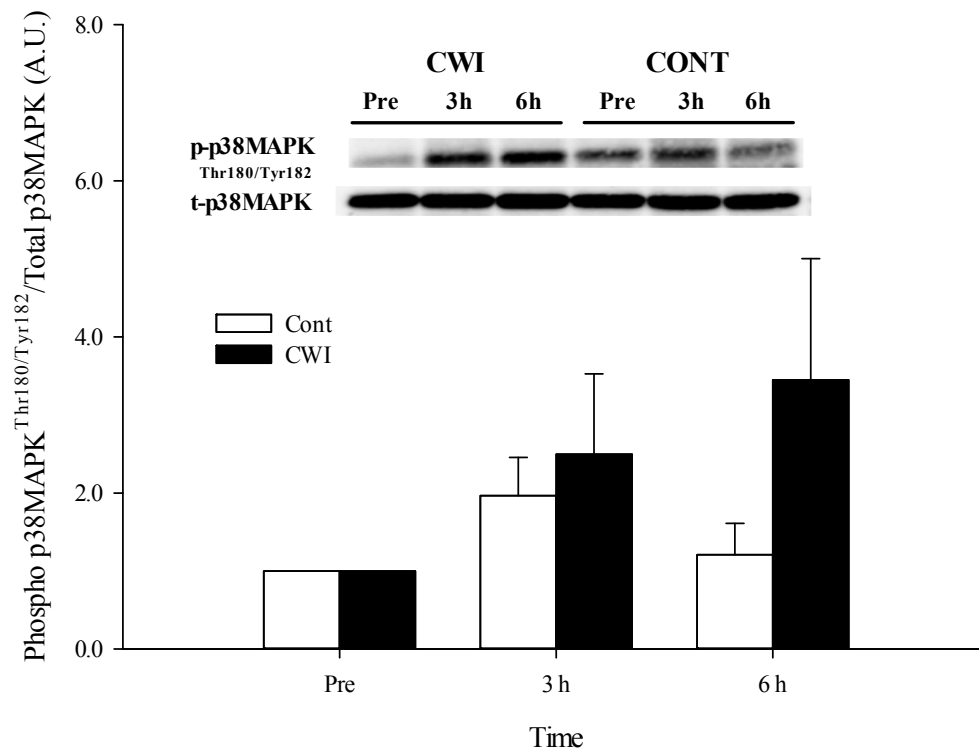 Phospho p38MAPK^Thr180/Tyr182/Total p38MAPK (A.U.)
8.0
6.0
4.0
2.0
0.0
CWI CONT
Pre 3h 6h Pre 3h 6h
p-p38MAPK
Thr180/Tyr182
t-p38MAPK
Cont
CWI
Pre 3 h 6 h
Time